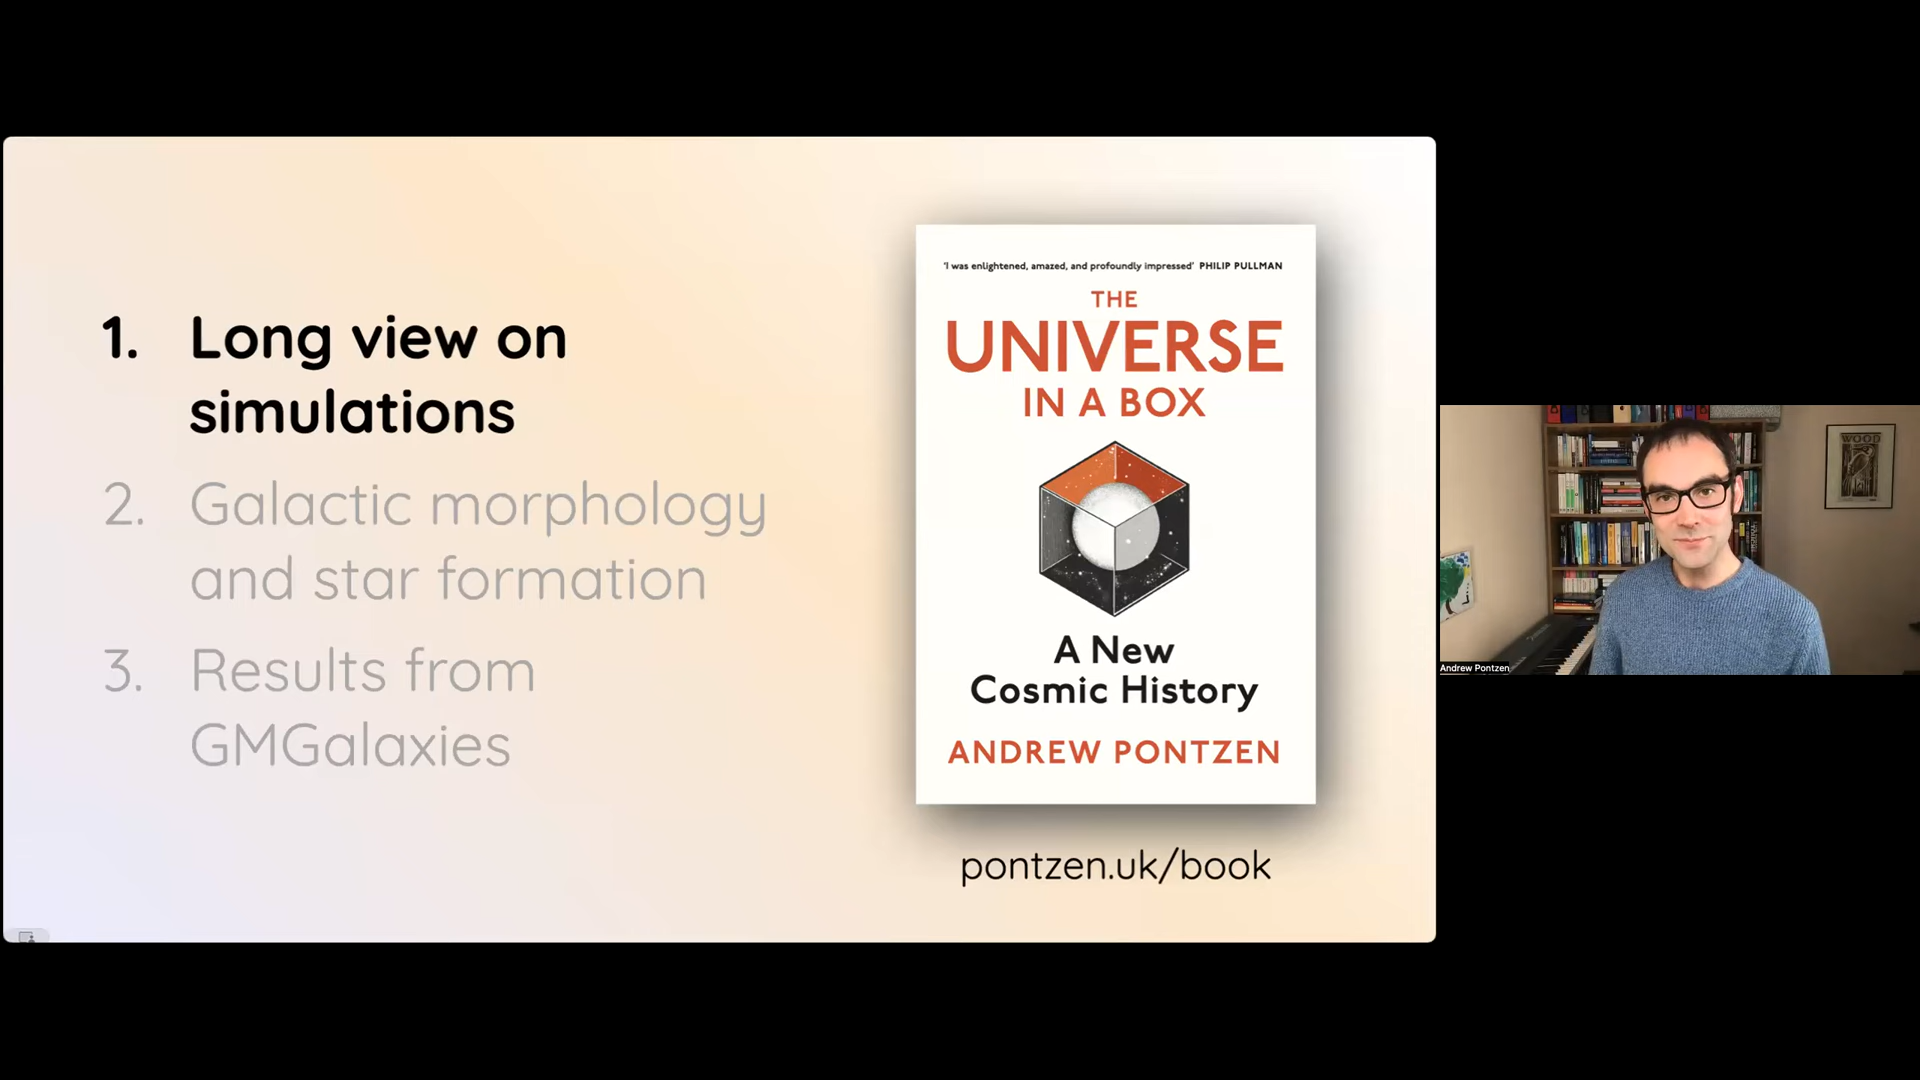 1. Long view on
simulations
2. Galactic morphology
and star formation
3. Results from
GMGalaxies
'I was enlightened, amazed, and profoundly impressed' PHILIP PULLMAN
THE
UNIVERSE
IN A BOX
A New
Cosmic History
ANDREW PONTZEN
pontzen.uk/book
WOOD
Andrew Pontzen